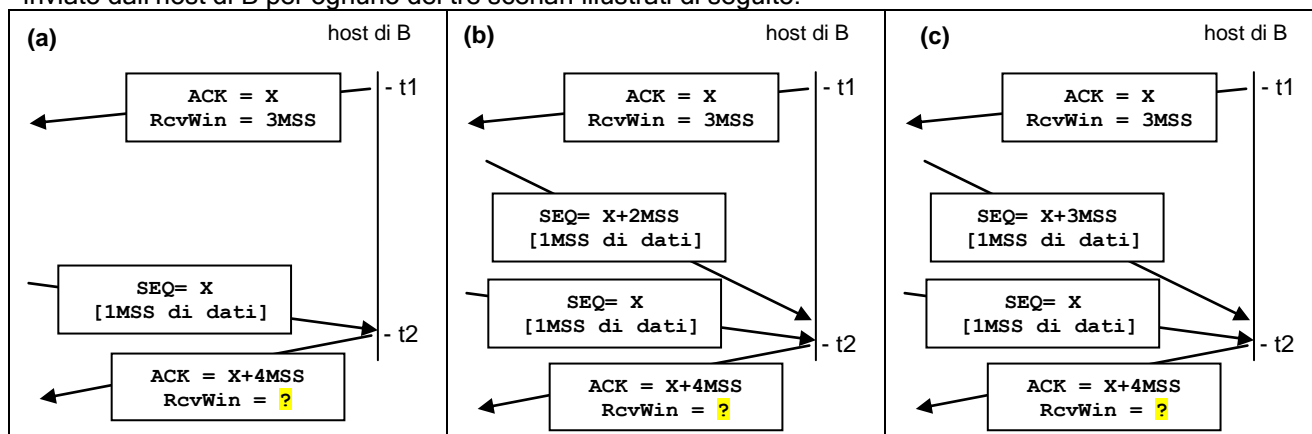 inviato dall'host di B per ognuno dei tre scenari illustrati di seguito.
(a)
host di B
- t1
ACK = X
RcvWin = 3MSS
SEQ= X
[1MSS di dati]
- t2
ACK = X+4MSS
RcvWin = ?
(b)
host di B
- t1
ACK = X
RcvWin = 3MSS
SEQ= X+2MSS
[1MSS di dati]
SEQ= X
[1MSS di dati]
- t2
ACK = X+4MSS
RcvWin = ?
(c)
host di B
- t1
ACK = X
RcvWin = 3MSS
SEQ= X+3MSS
[1MSS di dati]
SEQ= X
[1MSS di dati]
- t2
ACK = X+4MSS
RcvWin = ?